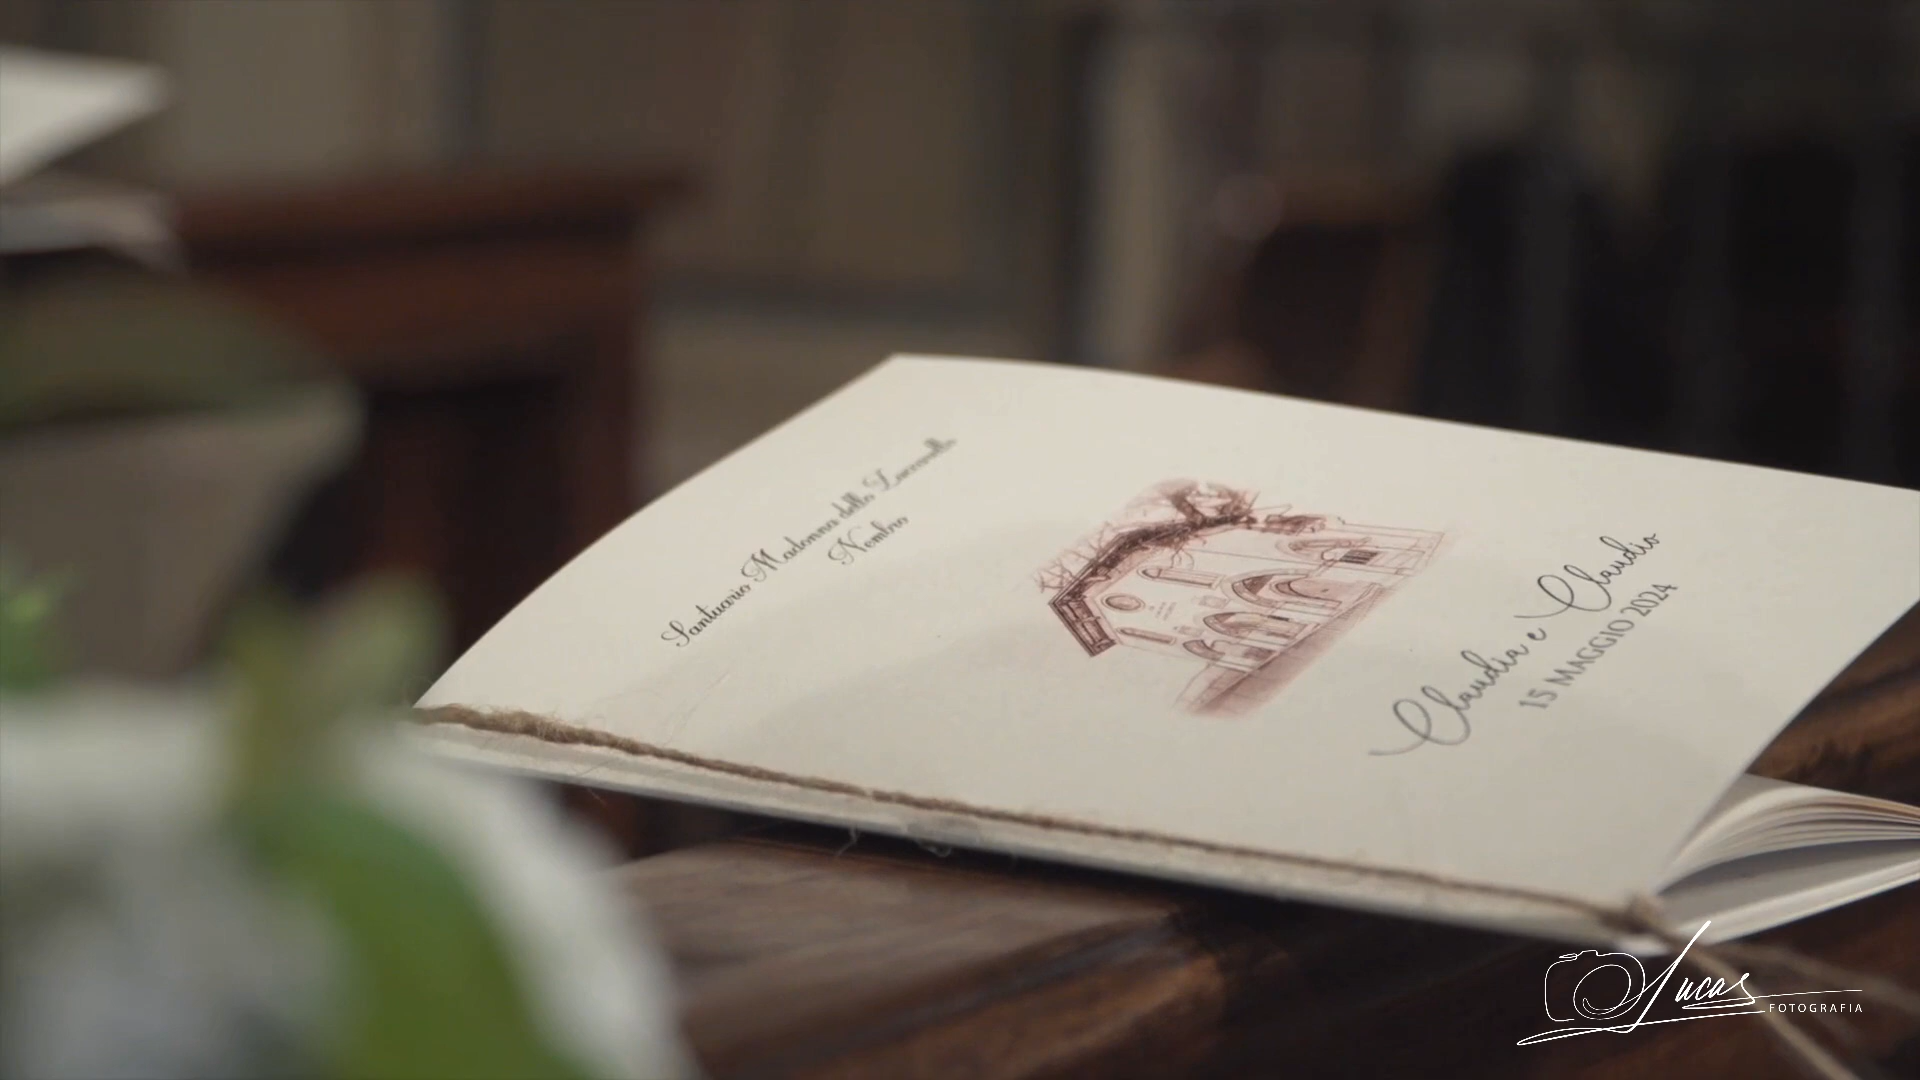 Santuario Madonna dello Zuccarello
Nembro
Claudia e Claudio
15 MAGGIO 2024
Lucas
FOTOGRAFIA